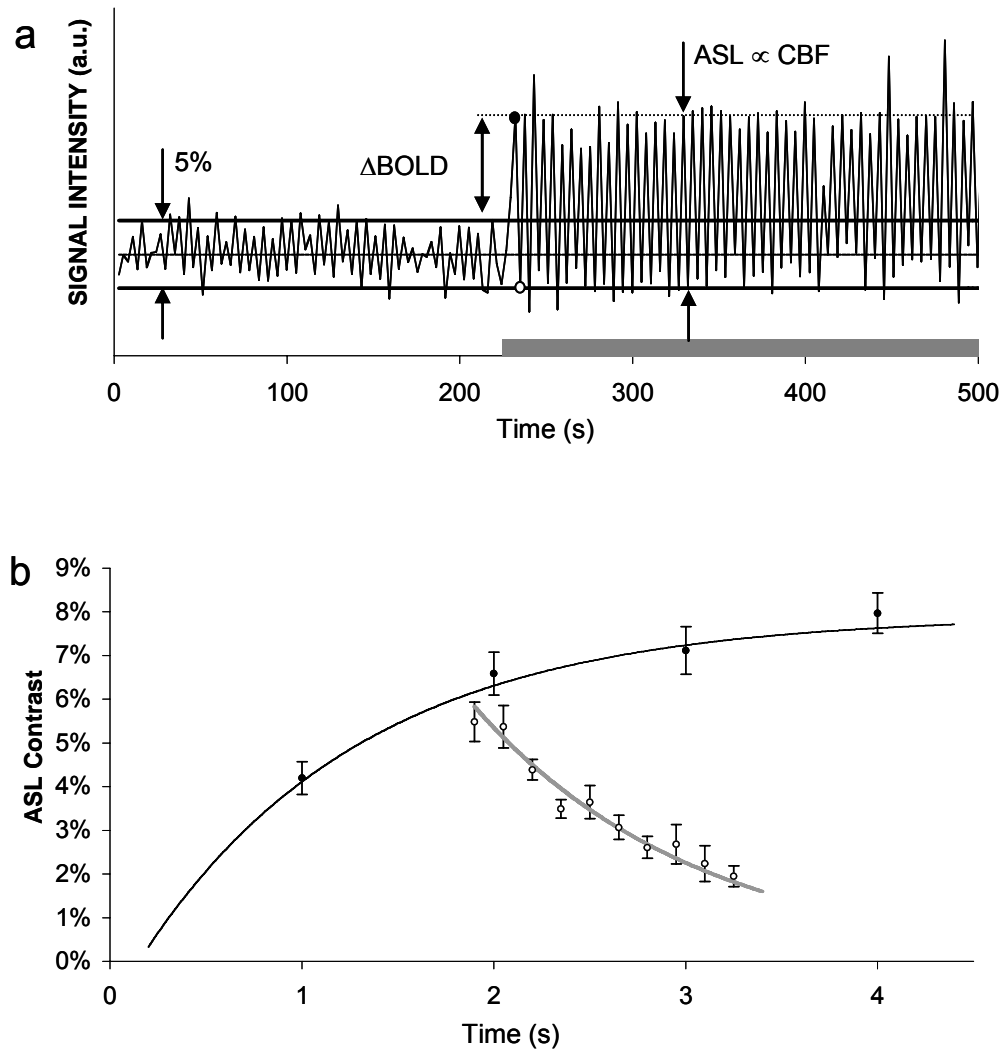 a
SIGNAL INTENSITY (a.u.)
5%
ΔBOLD
ASL ∝ CBF
0 100 200 300 400 500
Time (s)
b
ASL Contrast
9%
8%
7%
6%
5%
4%
3%
2%
1%
0%
0 1 2 3 4
Time (s)